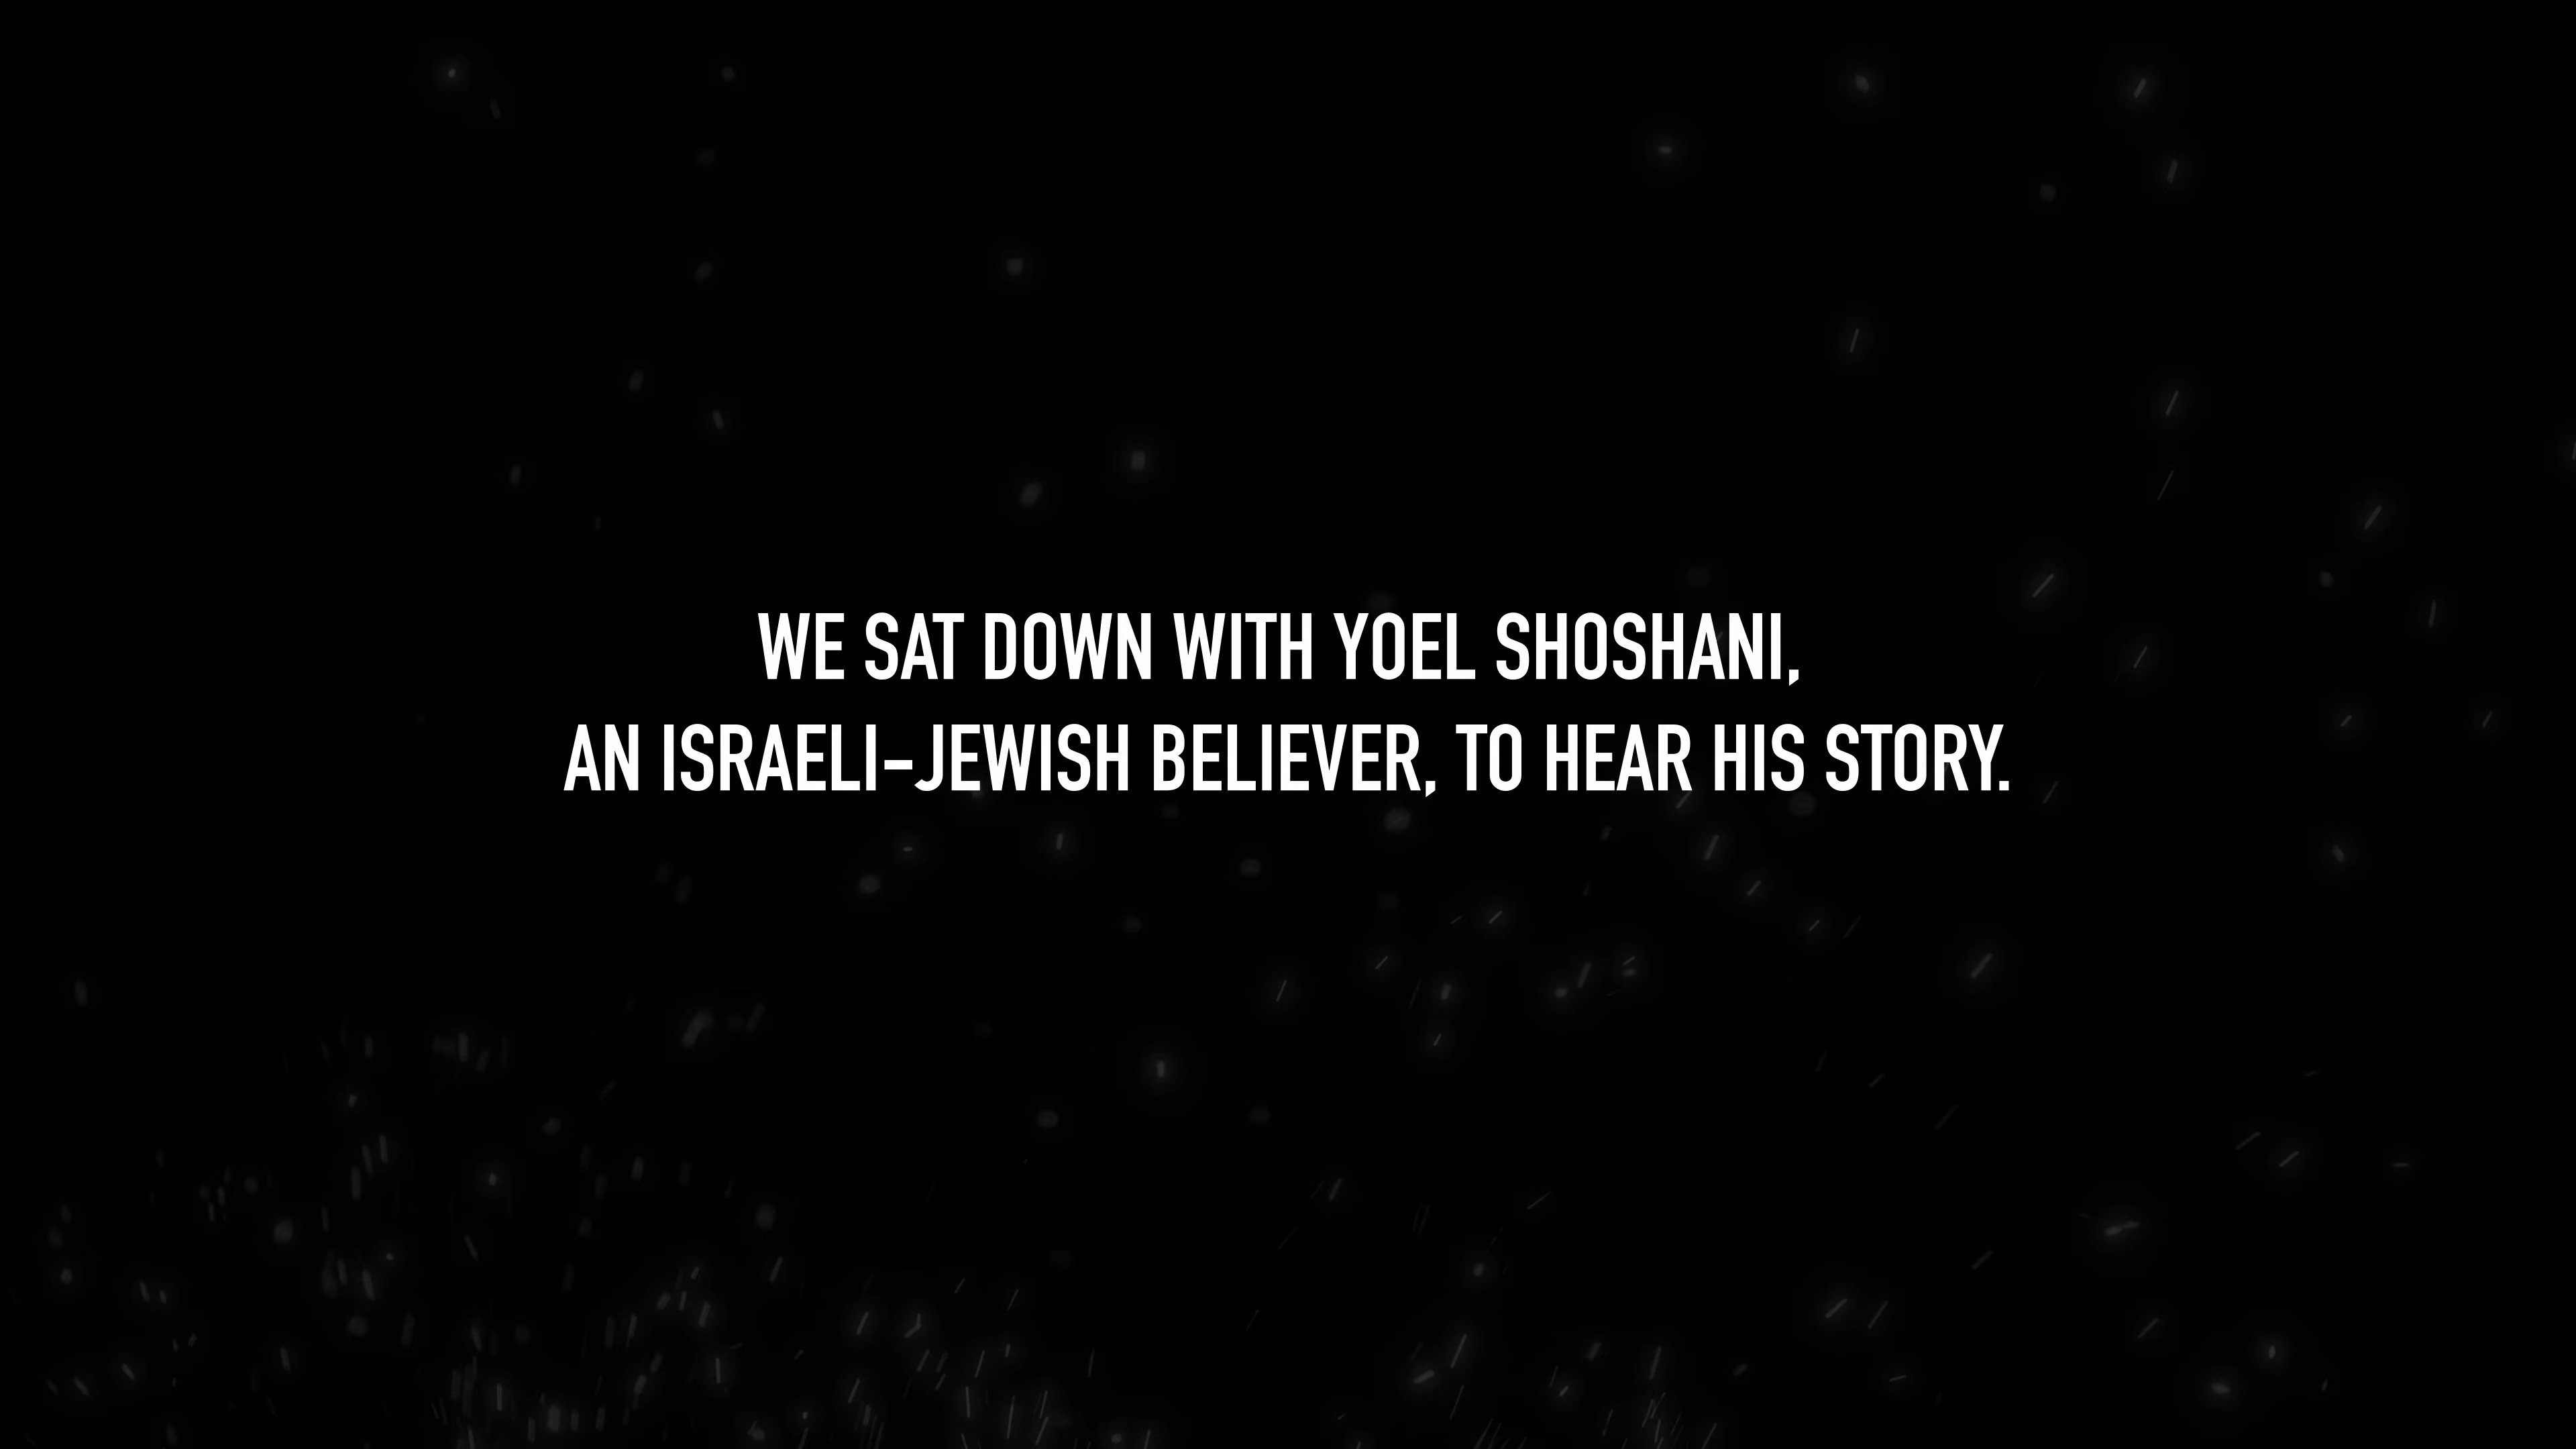 WE SAT DOWN WITH YOEL SHOSHANI,
AN ISRAELI-JEWISH BELIEVER, TO HEAR HIS STORY.